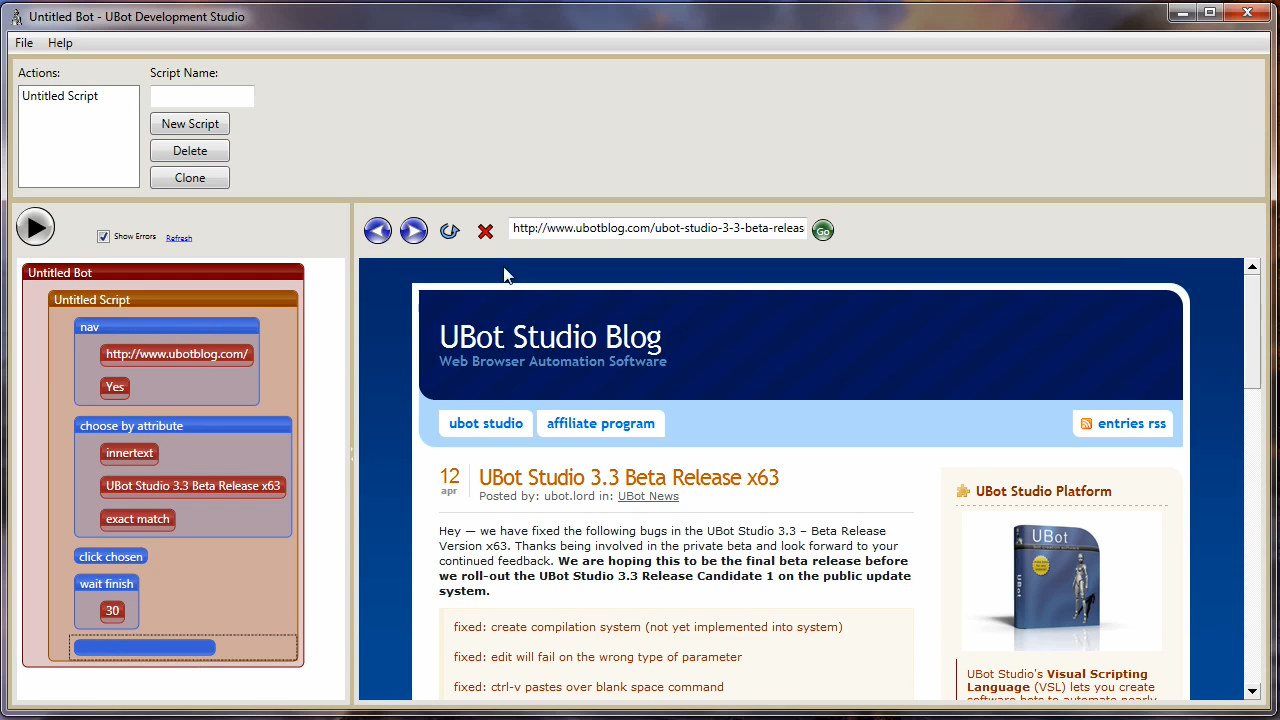 Untitled Bot - UBot Development Studio
File Help
Actions:
Script Name:
Untitled Script
New Script
Delete
Clone
Show Errors
Refresh
http://www.ubotblog.com/ubot-studio-3-3-beta-releas
Go
Untitled Bot
Untitled Script
nav
http://www.ubotblog.com/
Yes
choose by attribute
innertext
UBot Studio 3.3 Beta Release x63
exact match
click chosen
wait finish
30
UBot Studio Blog
Web Browser Automation Software
ubot studio
affiliate program
entries rss
12
apr
UBot Studio 3.3 Beta Release x63
Posted by: ubot.lord in: UBot News
Hey — we have fixed the following bugs in the UBot Studio 3.3 – Beta Release
Version x63. Thanks being involved in the private beta and look forward to your
continued feedback. We are hoping this to be the final beta release before
we roll-out the UBot Studio 3.3 Release Candidate 1 on the public update
system.
fixed: create compilation system (not yet implemented into system)
fixed: edit will fail on the wrong type of parameter
fixed: ctrl-v pastes over blank space command
UBot Studio Platform
UBot
UBot
UBot Studio's Visual Scripting
Language (VSL) lets you create
software bots to automate nearly